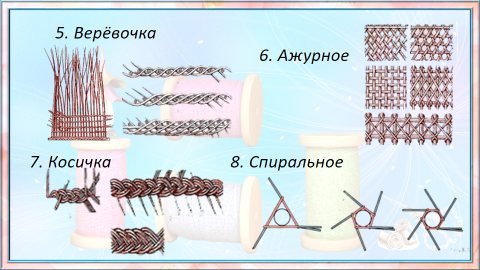 5. Верёвочка
6. Ажурное
7. Косичка
8. Спиральное